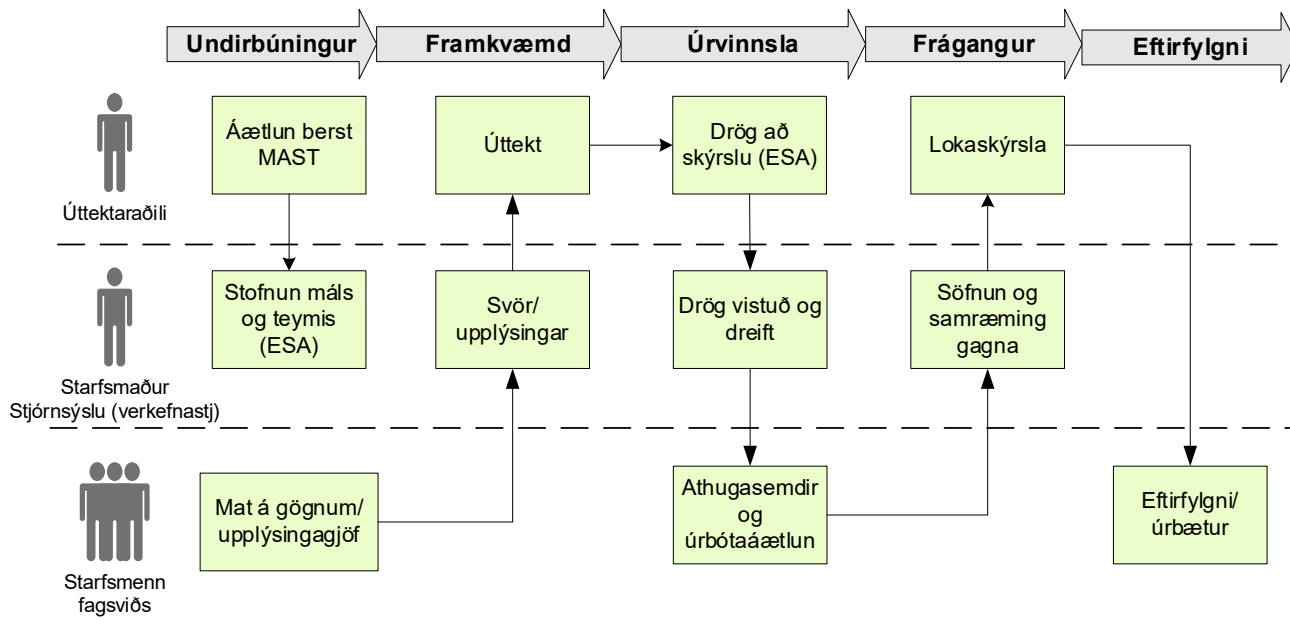 Undirbúningur
Framkvæmd
Úrvinnsla
Frágangur
Eftirfylgni
Úttektaraðili
Áætlun berst
MAST
Úttekt
Drög að
skýrslu (ESA)
Lokaskýrsla
Starfsmaður
Stjórnsýslu (verkefnastj)
Stofnun máls
og teymis
(ESA)
Svör/
upplýsingar
Drög vistuð og
dreift
Söfnun og
samræming
gagna
Starfsmenn
fagsviðs
Mat á gögnum/
upplýsingagjöf
Athugasemdir
og
úrbótaáætlun
Eftirfylgni/
úrbætur